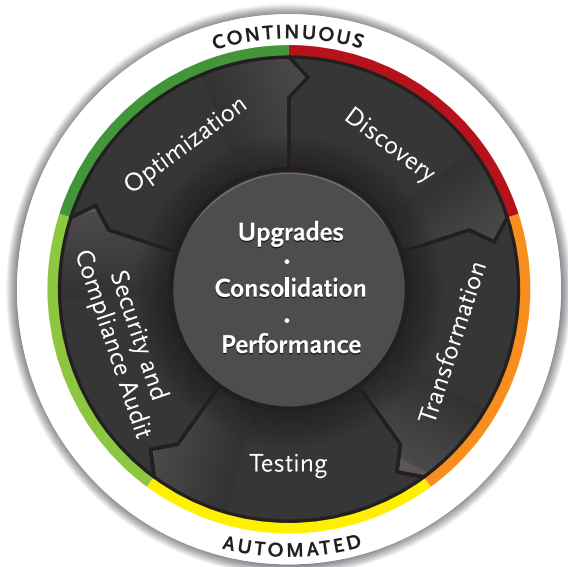 CONTINUOUS
Optimization
Discovery
Upgrades
·
Consolidation
·
Performance
Security and
Compliance Audit
Transformation
Testing
AUTOMATED